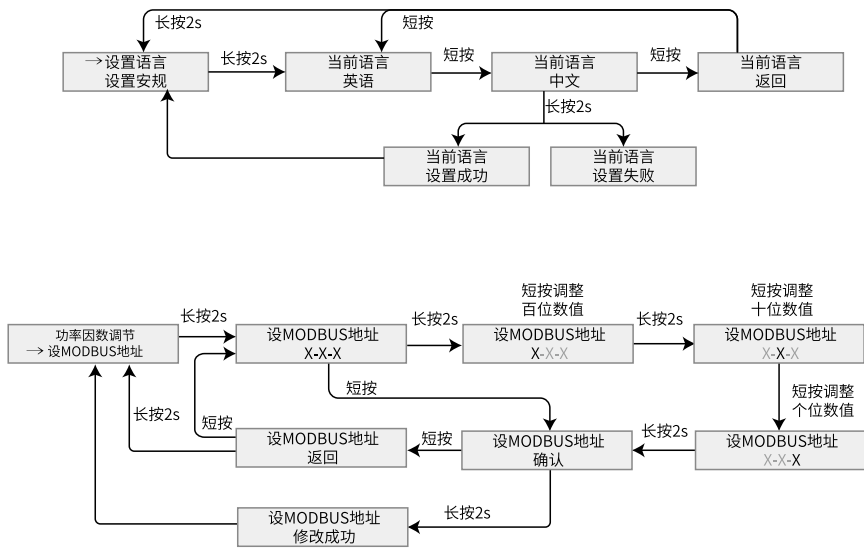 长按2s
短按
→设置语言
设置安规
长按2s
当前语言
英语
短按
当前语言
中文
短按
当前语言
返回
长按2s
当前语言
设置成功
当前语言
设置失败
功率因数调节
→ 设MODBUS地址
长按2s
设MODBUS地址
X-X-X
长按2s
短按调整
百位数值
设MODBUS地址
X-X-X
长按2s
短按调整
十位数值
设MODBUS地址
X-X-X
短按
短按调整
个位数值
长按2s
短按
设MODBUS地址
返回
短按
设MODBUS地址
确认
长按2s
设MODBUS地址
X-X-X
设MODBUS地址
修改成功
长按2s